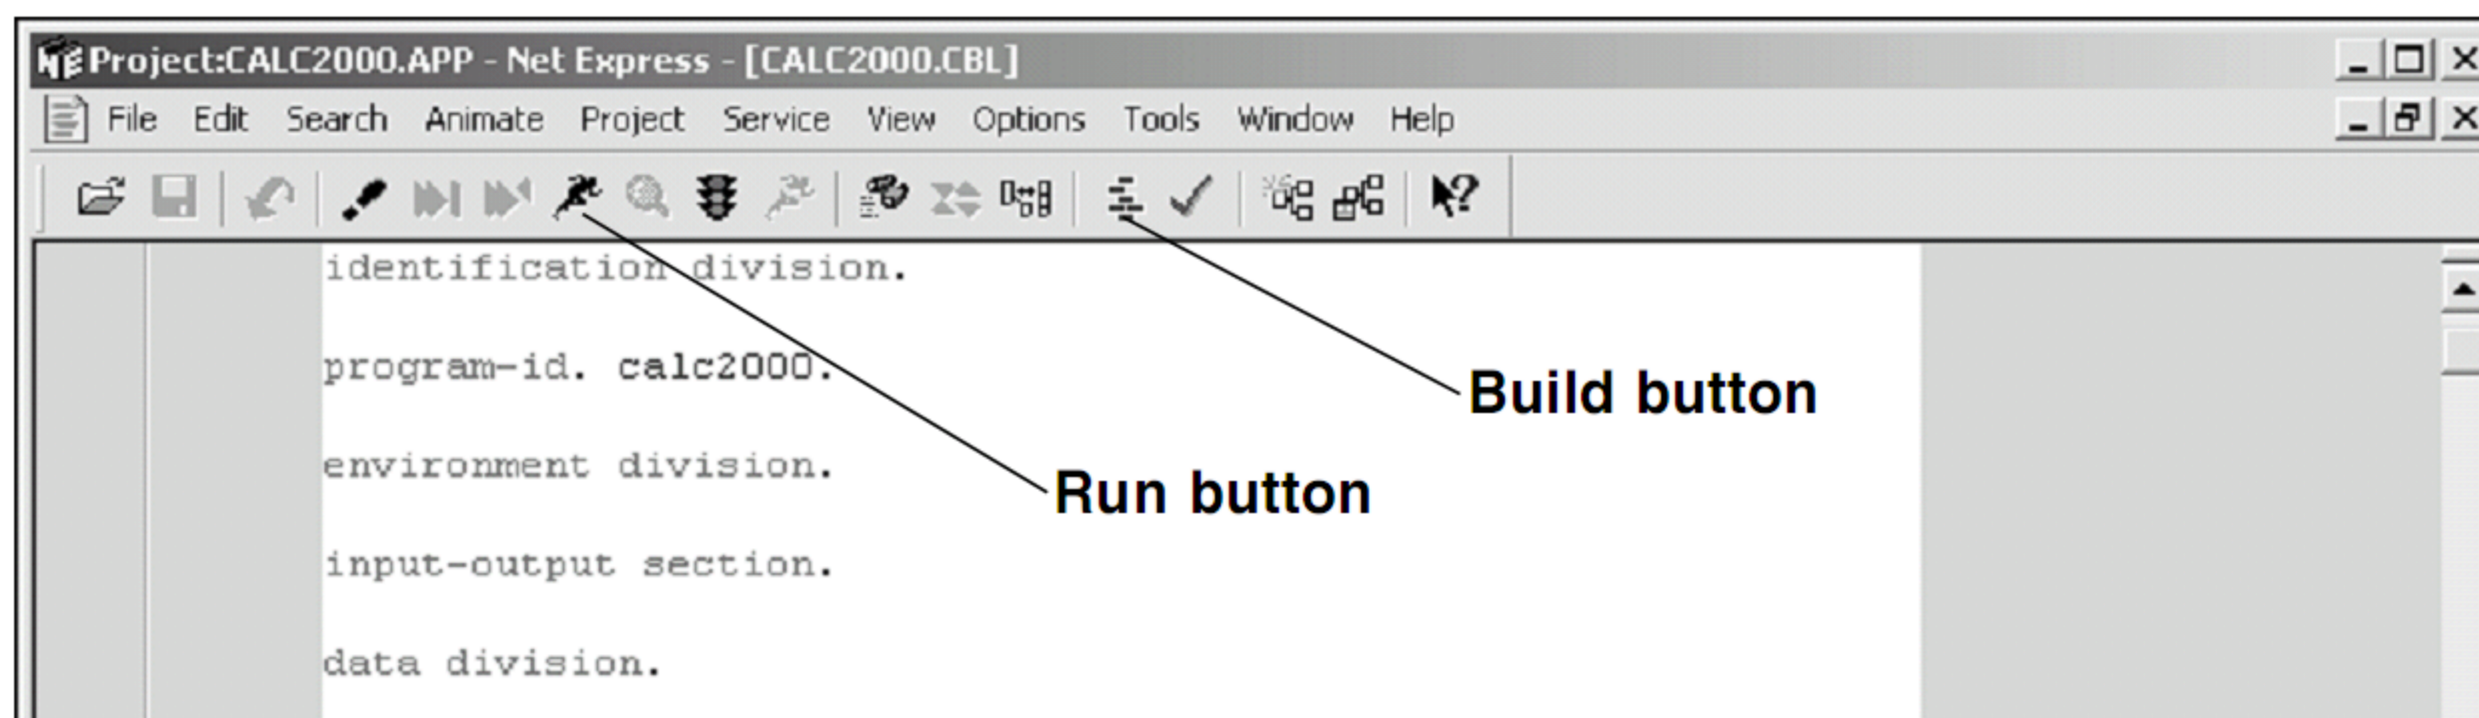 Project:CALC2000.APP - Net Express - [CALC2000.CBL]
File Edit Search Animate Project Service View Options Tools Window Help
identification division.
program-id. calc2000.
Build button
environment division.
Run button
input-output section.
data division.